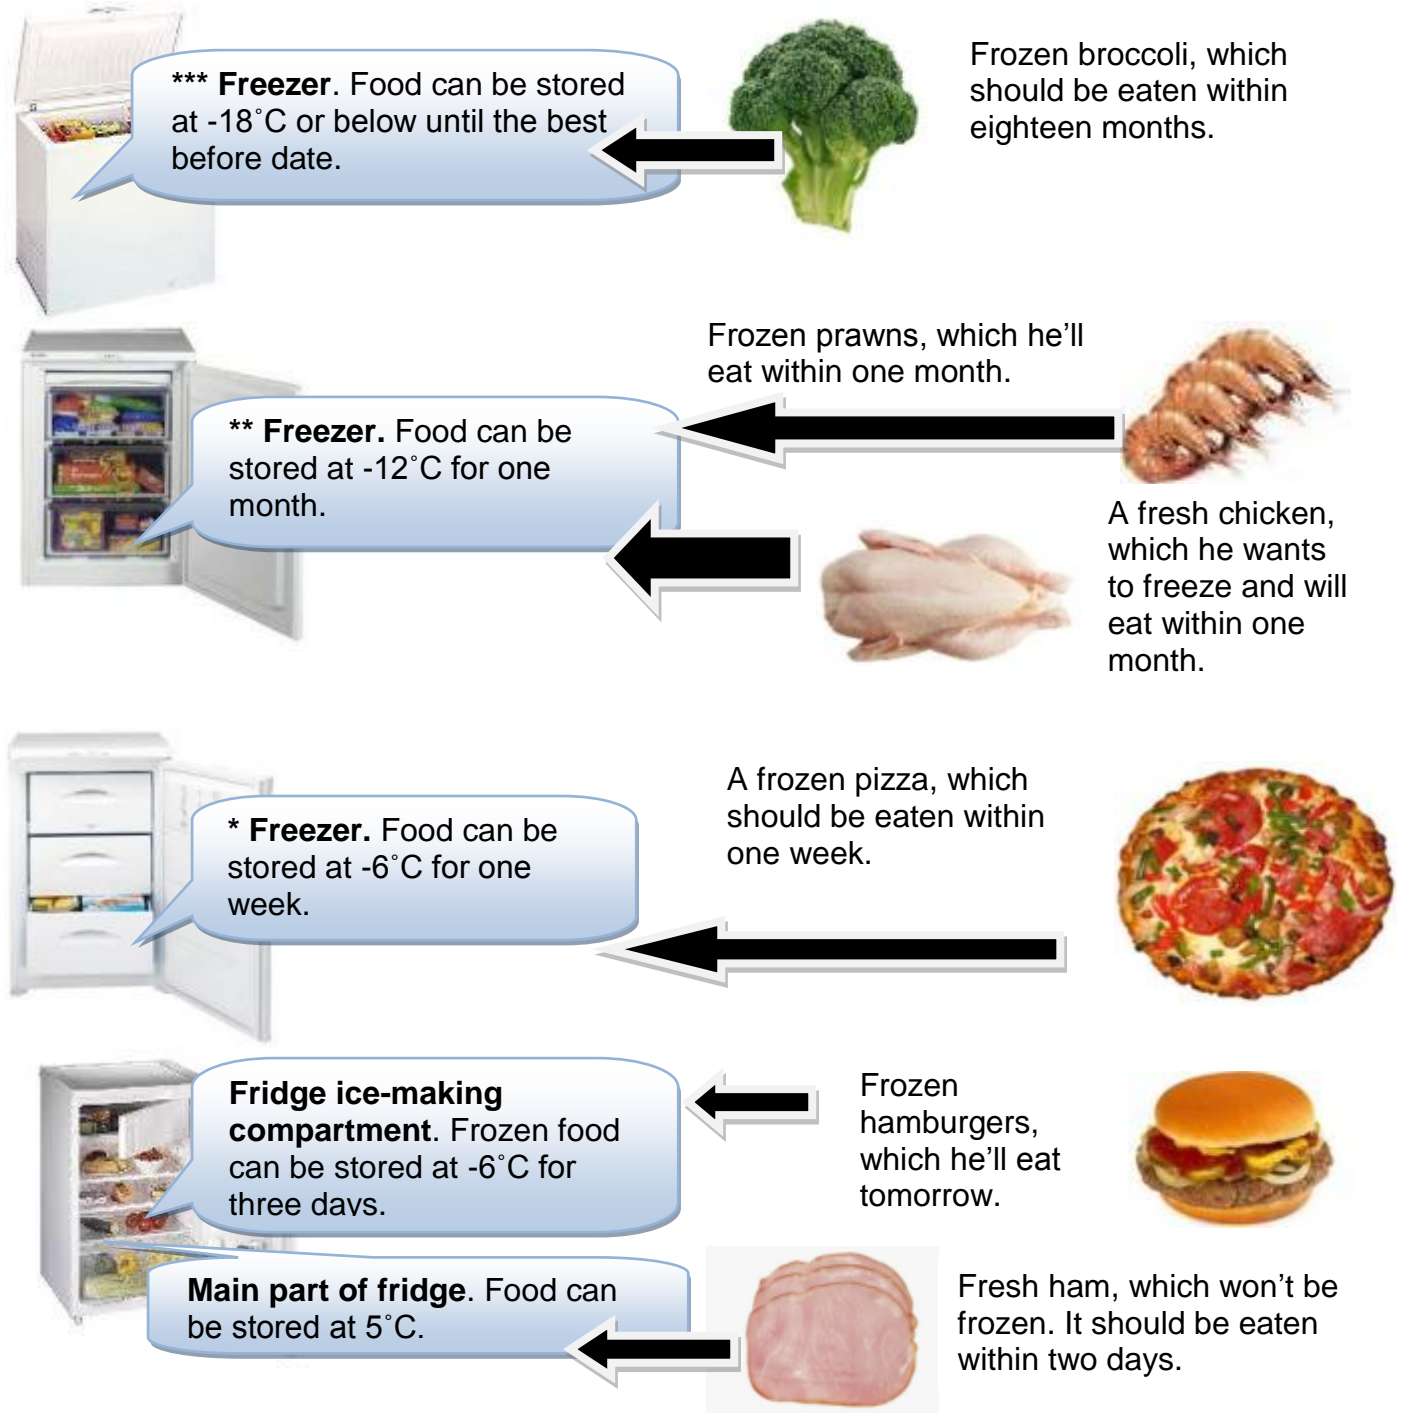 *** Freezer. Food can be stored
at -18˚C or below until the best
before date.
Frozen broccoli, which
should be eaten within
eighteen months.
Frozen prawns, which he’ll
eat within one month.
** Freezer. Food can be
stored at -12˚C for one
month.
A fresh chicken,
which he wants
to freeze and will
eat within one
month.
A frozen pizza, which
should be eaten within
one week.
* Freezer. Food can be
stored at -6˚C for one
week.
Fridge ice-making
compartment. Frozen food
can be stored at -6˚C for
three days.
Frozen
hamburgers,
which he’ll eat
tomorrow.
Main part of fridge. Food can
be stored at 5˚C.
Fresh ham, which won’t be
frozen. It should be eaten
within two days.